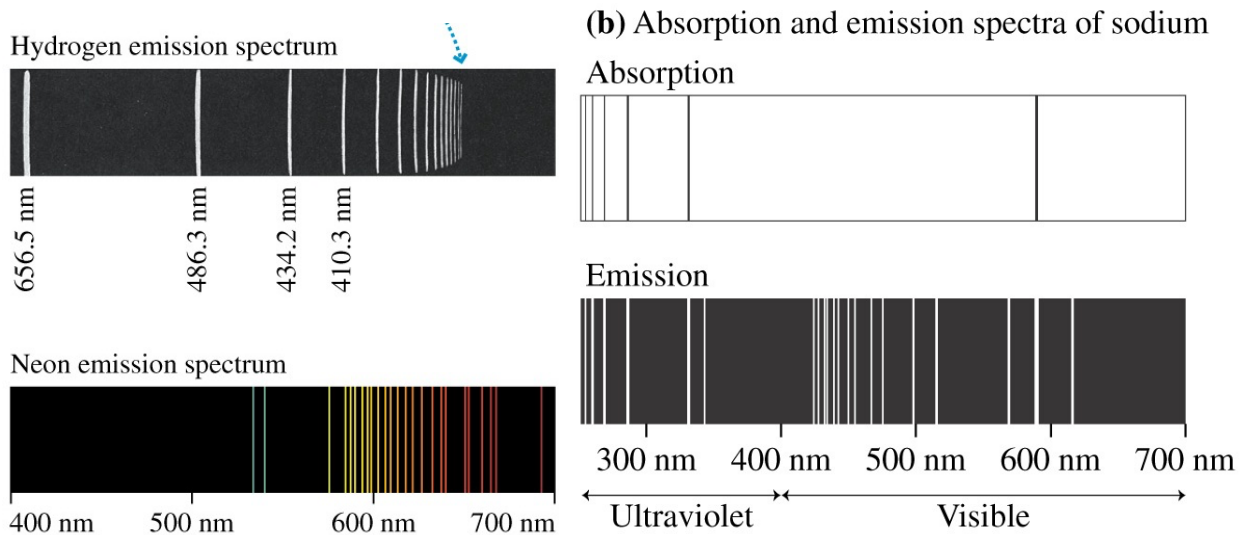 Hydrogen emission spectrum
656.5 nm
486.3 nm
434.2 nm
410.3 nm
Neon emission spectrum
400 nm 500 nm 600 nm 700 nm
(b) Absorption and emission spectra of sodium
Absorption
Emission
300 nm 400 nm 500 nm 600 nm 700 nm
Ultraviolet Visible